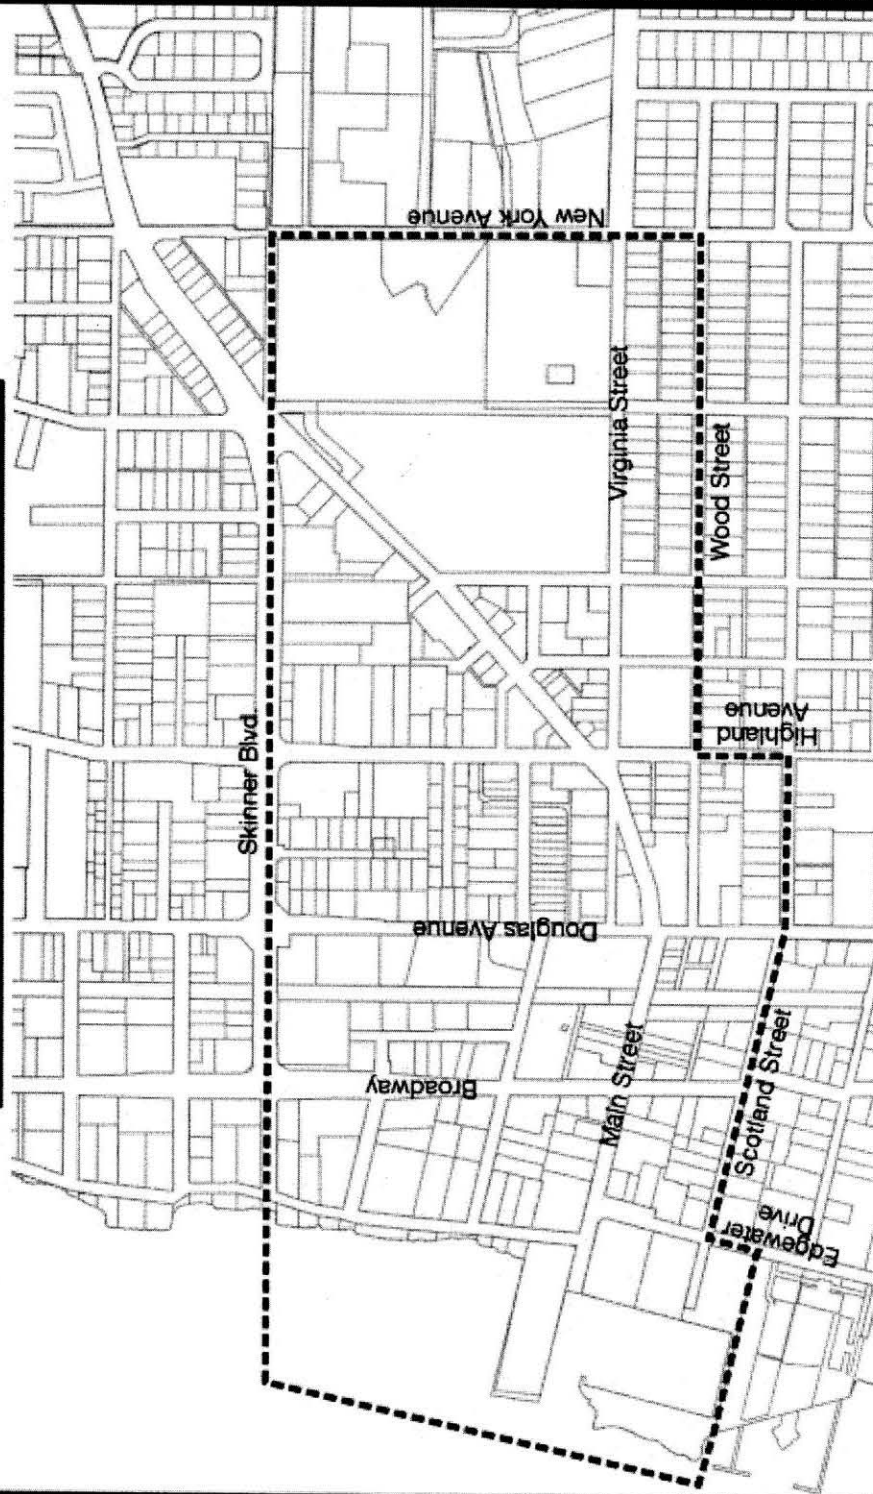 New York Avenue
Virginia Street
Wood Street
Highland
Avenue
Skinner Blvd.
Douglas Avenue
Broadway
Main Street
Scotland Street
Edgewater
Drive